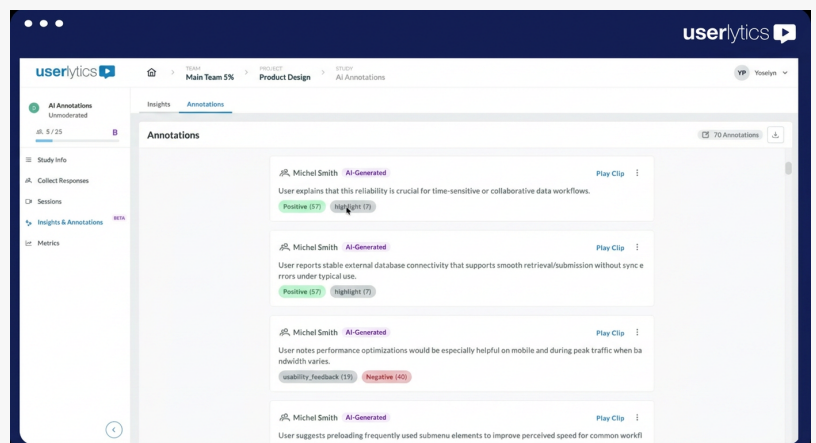 userlytics
userlytics
TEAM
Main Team 5%
PROJECT
Product Design
STUDY
Ai Annotations
YP
Yoseiyn
D
Ai Annotations
Unmoderated
5 / 25
B
Study Info
Collect Responses
Sessions
Insights & Annotations
BETA
Metrics
Insights
Annotations
Annotations
70 Annotations
Michel Smith AI-Generated
Play Clip
User explains that this reliability is crucial for time-sensitive or collaborative data workflows.
Positive (57) highlight (7)
Michel Smith AI-Generated
Play Clip
User reports stable external database connectivity that supports smooth retrieval/submission without sync e
rrors under typical use.
Positive (57) highlight (7)
Michel Smith AI-Generated
Play Clip
User notes performance optimizations would be especially helpful on mobile and during peak traffic when ba
ndwidth varies.
usability_feedback (19) Negative (40)
Michel Smith AI-Generated
Play Clip
User suggests preloading frequently used submenu elements to improve perceived speed for common workfl